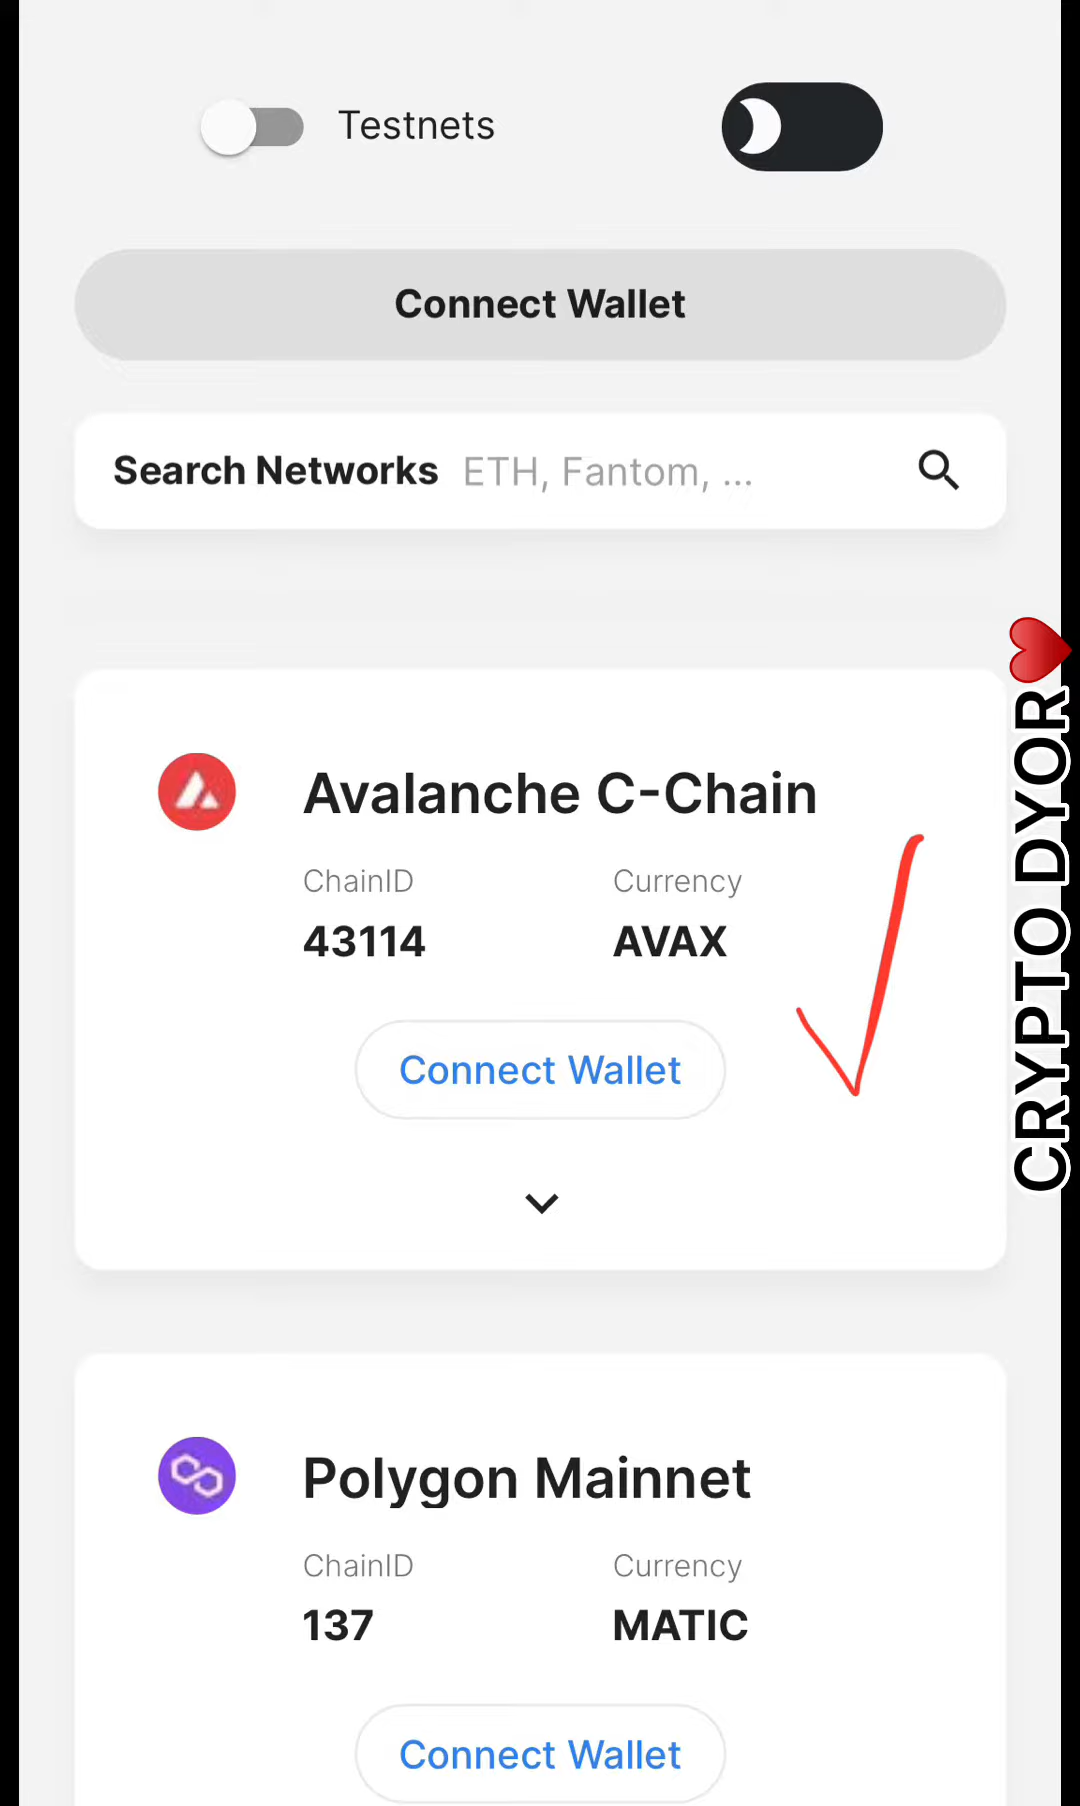 Testnets
Connect Wallet
Search Networks ETH, Fantom, ...
Avalanche C-Chain
ChainID Currency
43114 AVAX
Connect Wallet
Polygon Mainnet
ChainID Currency
137 MATIC
Connect Wallet
CRYPTO DYOR